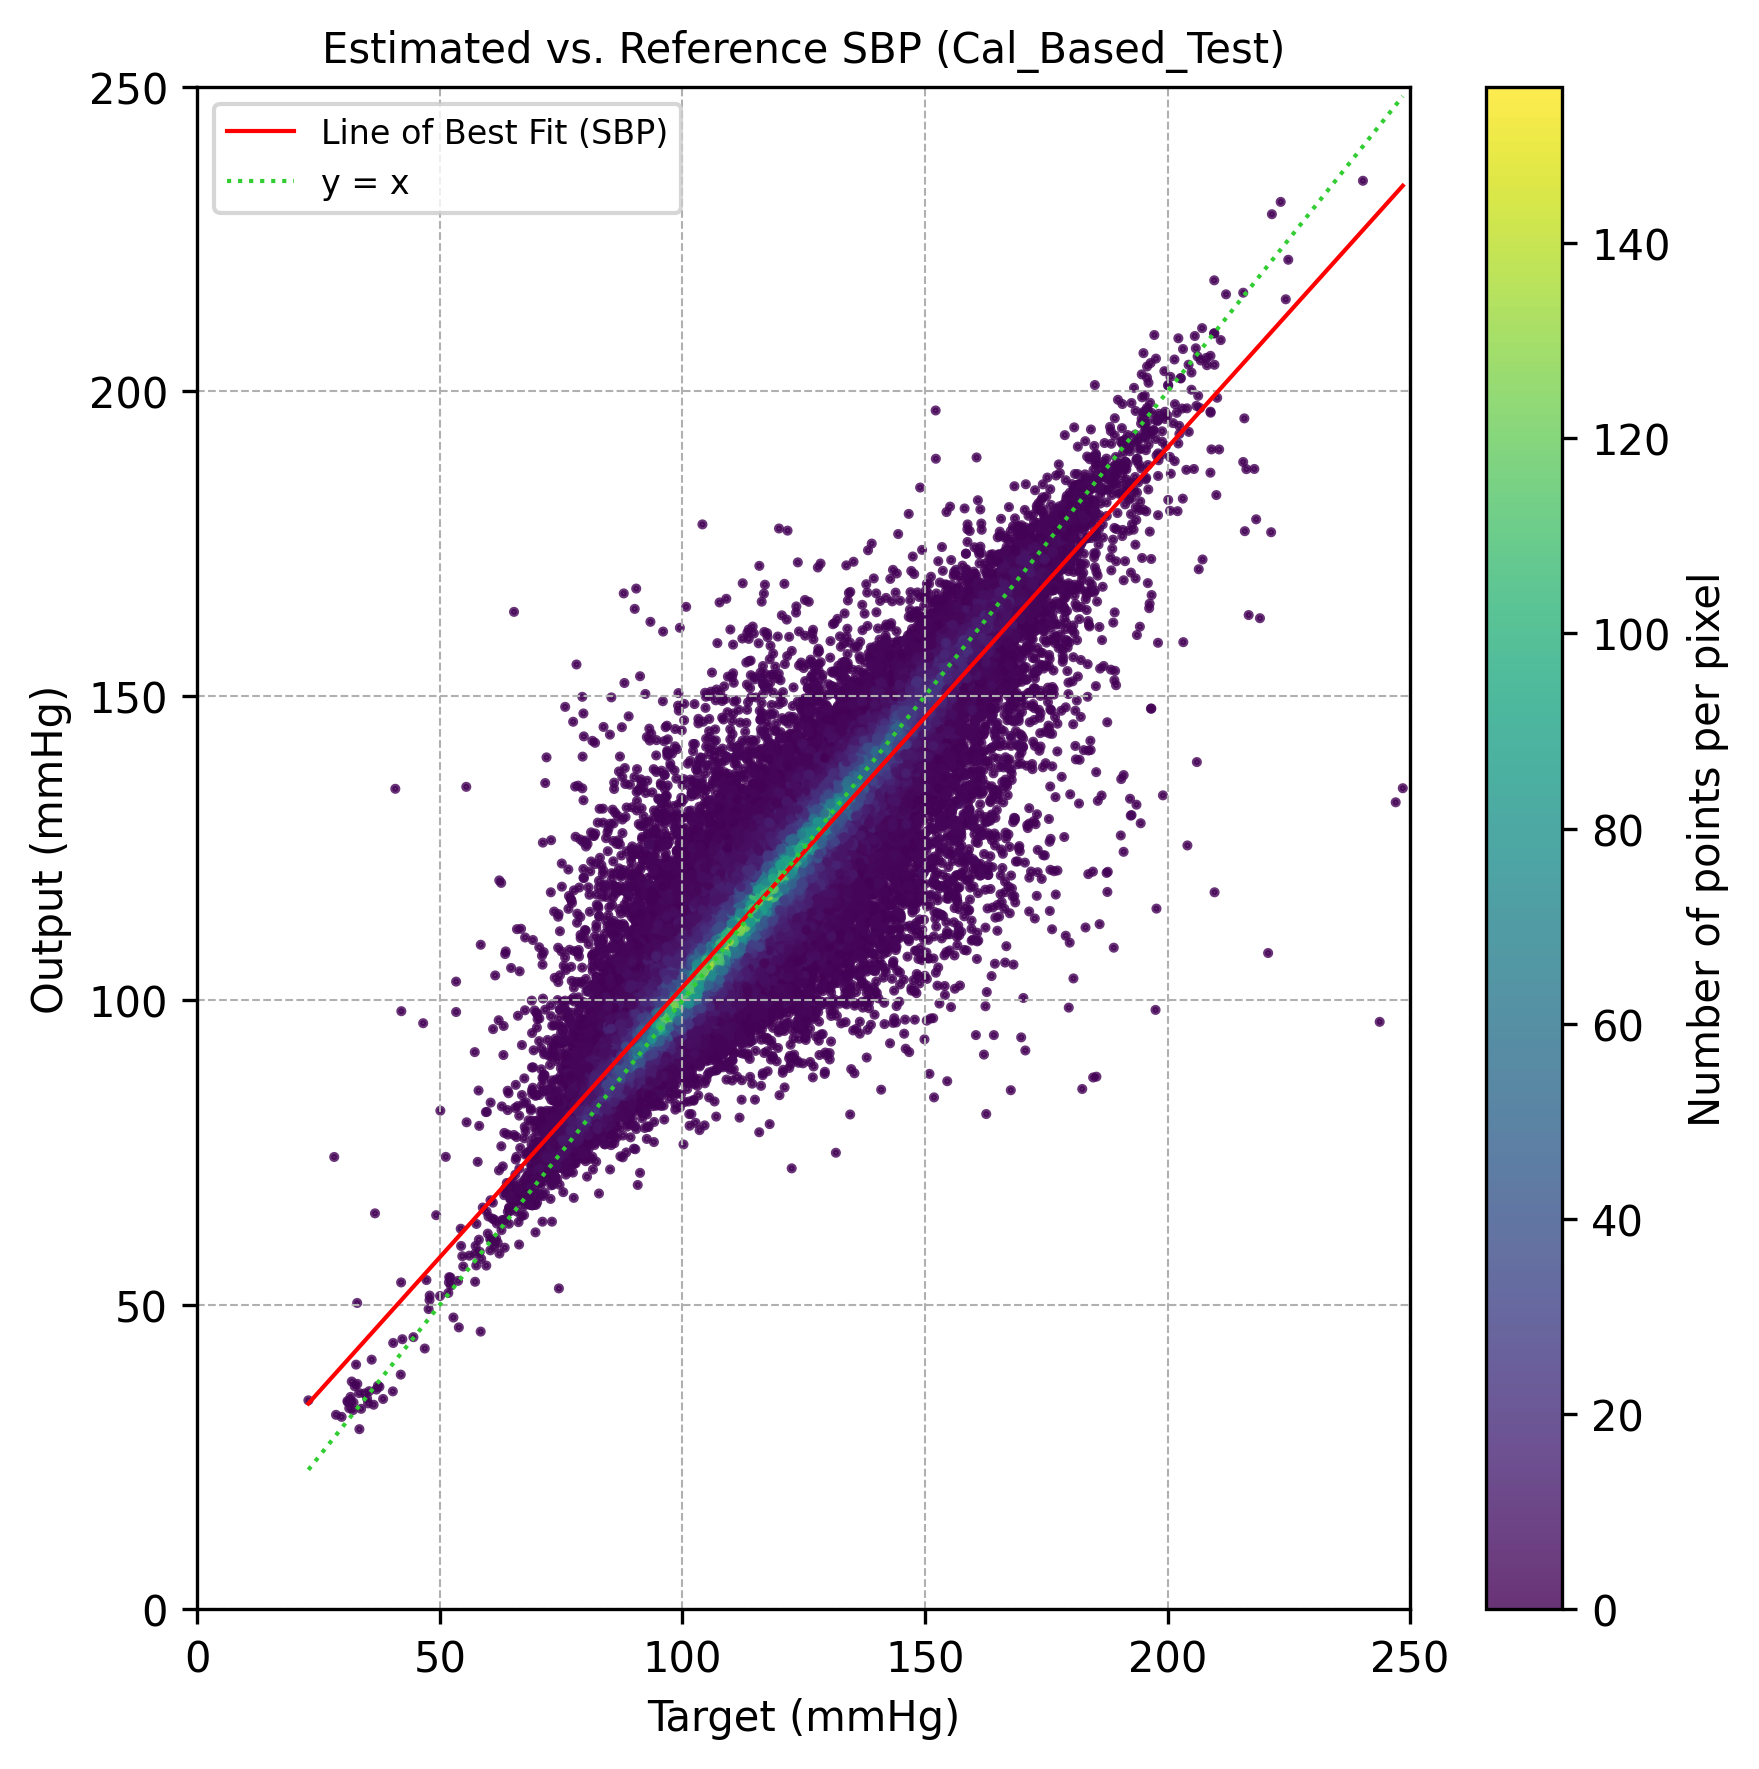 Estimated vs. Reference SBP (Cal_Based_Test)
Line of Best Fit (SBP)
y = x
250
200
150
100
50
0
Output (mmHg)
0 50 100 150 200 250
Target (mmHg)
140
120
100
80
60
40
20
0
Number of points per pixel